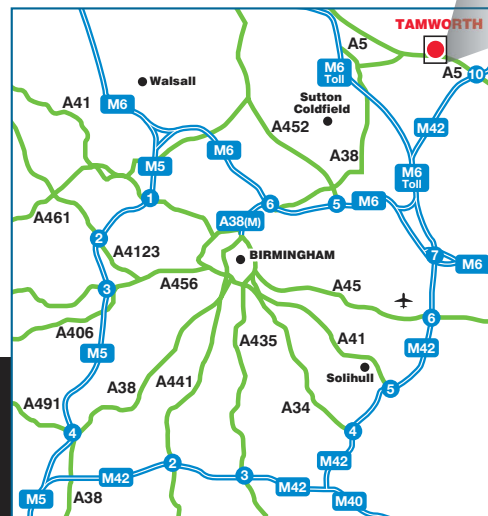 TAMWORTH
A5
M6
Toll
A5
10
Walsall
Sutton
Coldfield
A41
M6
A452
M42
M6
A38
M5
M6
Toll
1
6
5
M6
A461
A38(M)
2
A4123
BIRMINGHAM
7
M6
3
A456
A45
A406
A435
A41
6
M5
M42
A38
A441
Solihull
A491
A34
5
4
4
M42
2
3
M42
M5
A38
M42
M40